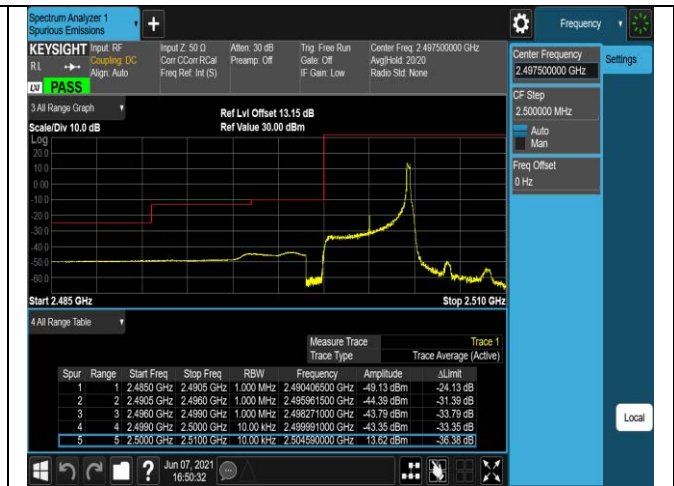 Spectrum Analyzer 1
Spurious Emissions
Frequency
KEYSIGHT
RL
Input: RF
Coupling: DC
Align: Auto
Input Z: 50 Ω
Corr CCorr RCal
Freq Ref: Int (S)
Atten: 30 dB
Preamp: Off
Trig: Free Run
Gate: Off
IF Gain: Low
Center Freq: 2.497500000 GHz
Avg|Hold: 20/20
Radio Std: None
PASS
Center Frequency
2.497500000 GHz
Settings
CF Step
2.500000 MHz
Auto
Man
Freq Offset
0 Hz
3 All Range Graph
Scale/Div 10.0 dB
Ref Lvl Offset 13.15 dB
Ref Value 30.00 dBm
Log
20.0
10.0
0.00
-10.0
-20.0
-30.0
-40.0
-50.0
-60.0
Start 2.485 GHz
Stop 2.510 GHz
4 All Range Table
Measure Trace Trace 1
Trace Type Trace Average (Active)
Spur Range Start Freq Stop Freq RBW Frequency Amplitude ΔLimit
1 1 2.4850 GHz 2.4905 GHz 1.000 MHz 2.490406500 GHz -49.13 dBm -24.13 dB
2 2 2.4905 GHz 2.4960 GHz 1.000 MHz 2.495961500 GHz -44.39 dBm -31.39 dB
3 3 2.4960 GHz 2.4990 GHz 1.000 MHz 2.498271000 GHz -43.79 dBm -33.79 dB
4 4 2.4990 GHz 2.5000 GHz 10.00 kHz 2.499991000 GHz -43.35 dBm -33.35 dB
5 5 2.5000 GHz 2.5100 GHz 10.00 kHz 2.504590000 GHz 13.62 dBm -36.38 dB
Local
?
Jun 07, 2021
16:50:32